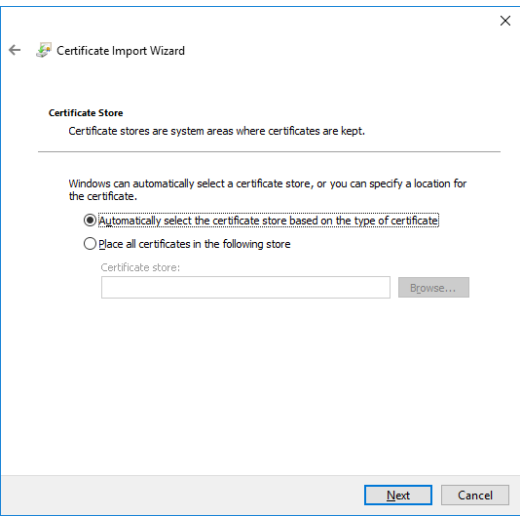 Certificate Import Wizard
Certificate Store
Certificate stores are system areas where certificates are kept.
Windows can automatically select a certificate store, or you can specify a location for
the certificate.
Automatically select the certificate store based on the type of certificate
Place all certificates in the following store
Certificate store:
Browse...
Next
Cancel